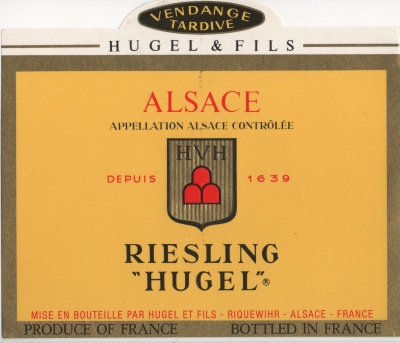 VENDANGE
TARDIVE
HUGEL & FILS
ALSACE
APPELLATION ALSACE CONTRÔLÉE
HVH
DEPUIS 1639
RIESLING
"HUGEL"®
MISE EN BOUTEILLE PAR HUGEL ET FILS - RIQUEWIHR - ALSACE - FRANCE
PRODUCE OF FRANCE BOTTLED IN FRANCE